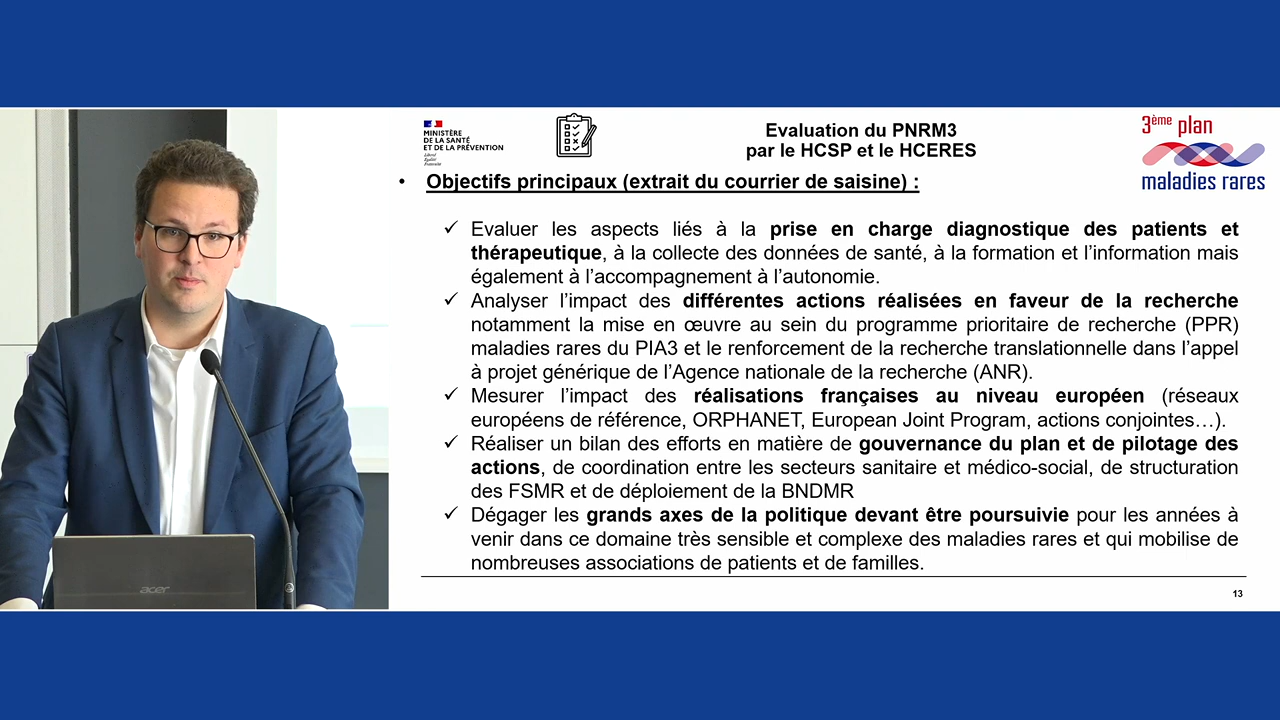 MINISTÈRE
DE LA SANTÉ
ET DE LA PRÉVENTION
Liberté
Égalité
Fraternité
Evaluation du PNRM3
par le HCSP et le HCERES
3ème plan
maladies rares
• Objectifs principaux (extrait du courrier de saisine) :
✓ Evaluer les aspects liés à la prise en charge diagnostique des patients et
thérapeutique, à la collecte des données de santé, à la formation et l’information mais
également à l’accompagnement à l’autonomie.
✓ Analyser l’impact des différentes actions réalisées en faveur de la recherche
notamment la mise en œuvre au sein du programme prioritaire de recherche (PPR)
maladies rares du PIA3 et le renforcement de la recherche translationnelle dans l’appel
à projet générique de l’Agence nationale de la recherche (ANR).
✓ Mesurer l’impact des réalisations françaises au niveau européen (réseaux
européens de référence, ORPHANET, European Joint Program, actions conjointes…).
✓ Réaliser un bilan des efforts en matière de gouvernance du plan et de pilotage des
actions, de coordination entre les secteurs sanitaire et médico-social, de structuration
des FSMR et de déploiement de la BNDMR
✓ Dégager les grands axes de la politique devant être poursuivie pour les années à
venir dans ce domaine très sensible et complexe des maladies rares et qui mobilise de
nombreuses associations de patients et de familles.
13
acer